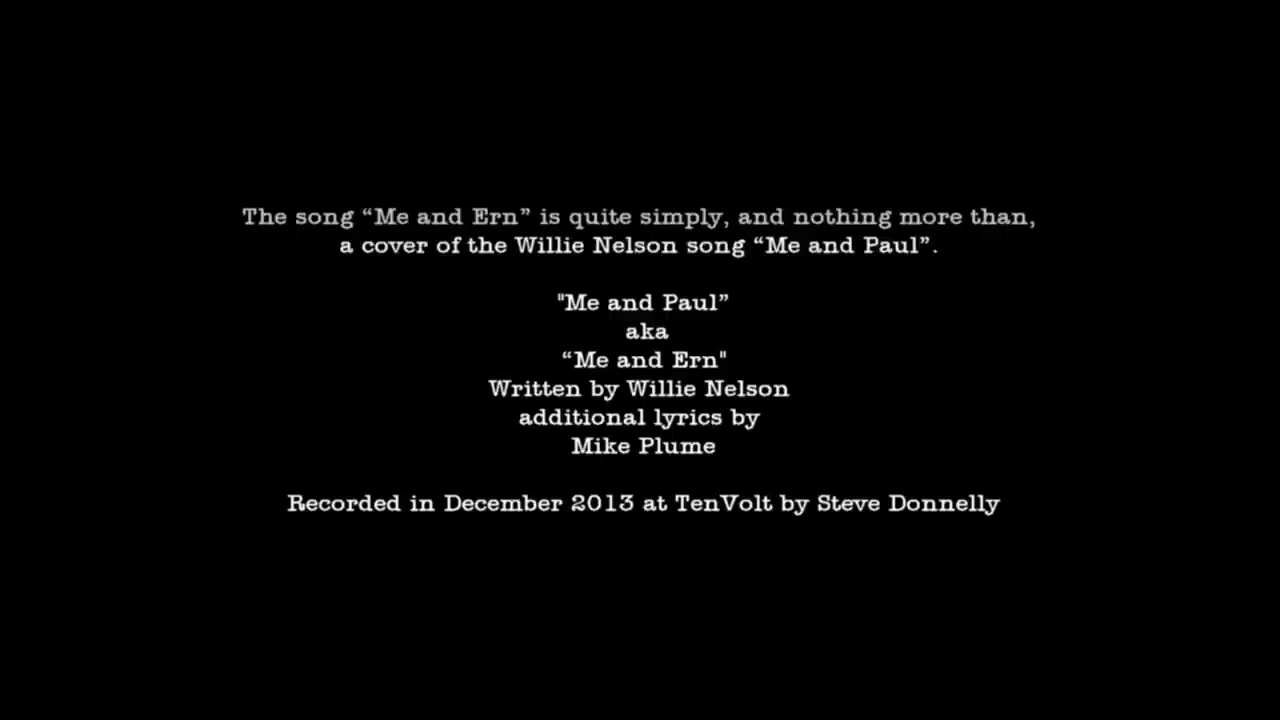 The song “Me and Ern” is quite simply, and nothing more than,
a cover of the Willie Nelson song “Me and Paul”.
"Me and Paul”
aka
“Me and Ern"
Written by Willie Nelson
additional lyrics by
Mike Plume
Recorded in December 2013 at TenVolt by Steve Donnelly